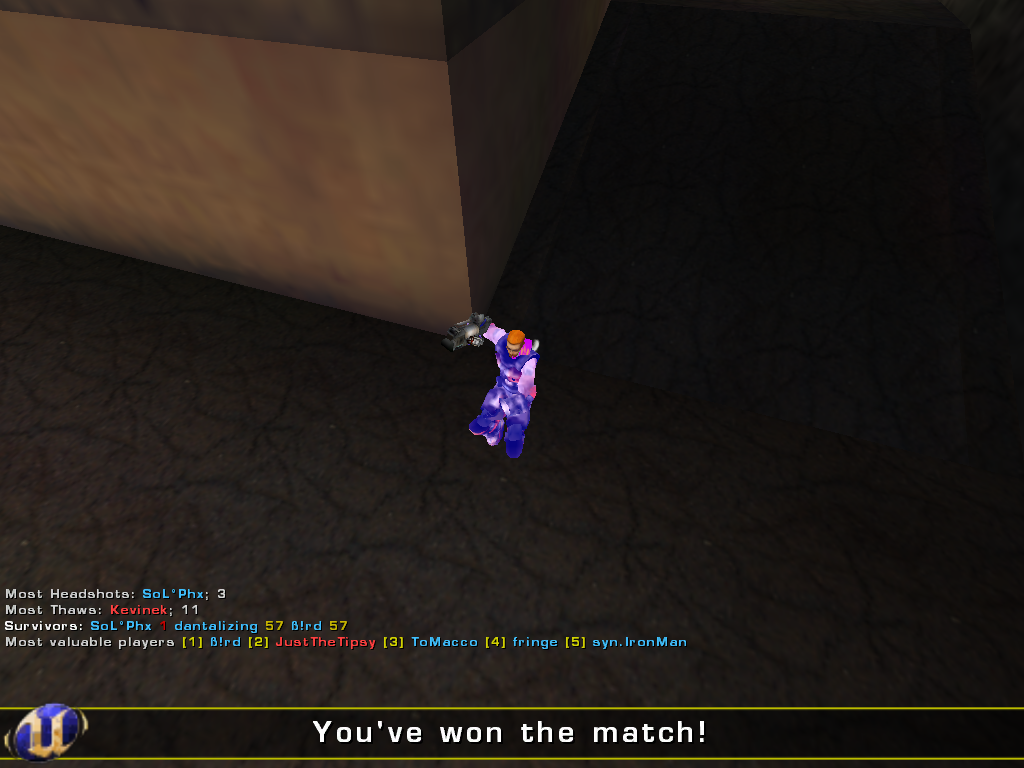 Most Headshots: SoL°Phx; 3
Most Thaws: Kevinek; 11
Survivors: SoL°Phx 1 dantalizing 57 ß!rd 57
Most valuable players [1] ß!rd [2] JustTheTipsy [3] ToMacco [4] fringe [5] syn.IronMan
You've won the match!